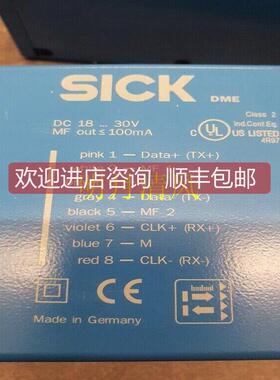 SICK
DME
DC 18 ... 30V
MF out ≤ 100mA
Class 2
Ind.Cont.Eq.
C UL US LISTED
4R97
pink 1 — Data+ (TX+)
欢迎进店咨询 顺丰包邮
gray Data- (TX-)
black 5 — MF 2
violet 6 — CLK+ (RX+)
blue 7 — M
red 8 — CLK- (RX-)
CE
Made in Germany